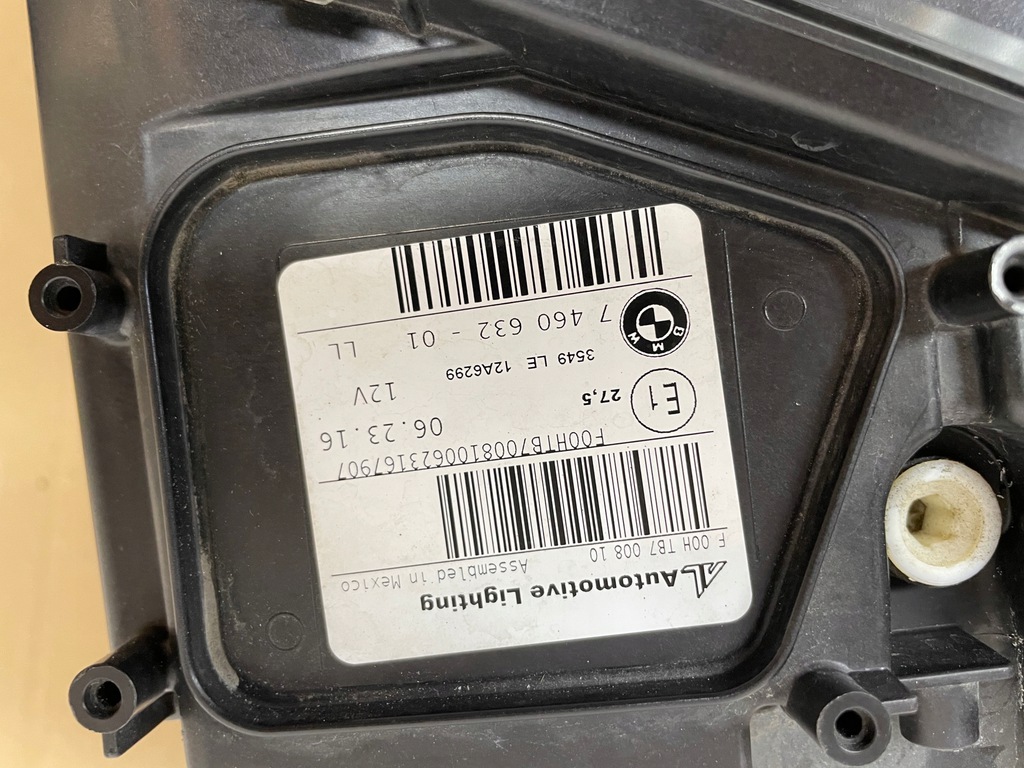 Automotive Lighting
F 00H TB7 008 10 Assembled in Mexico
F00HTB7008100623167907
E1 27,5 06.23.16
3549 LE 12A6299 12V
BMW 7 460 632 - 01 LL